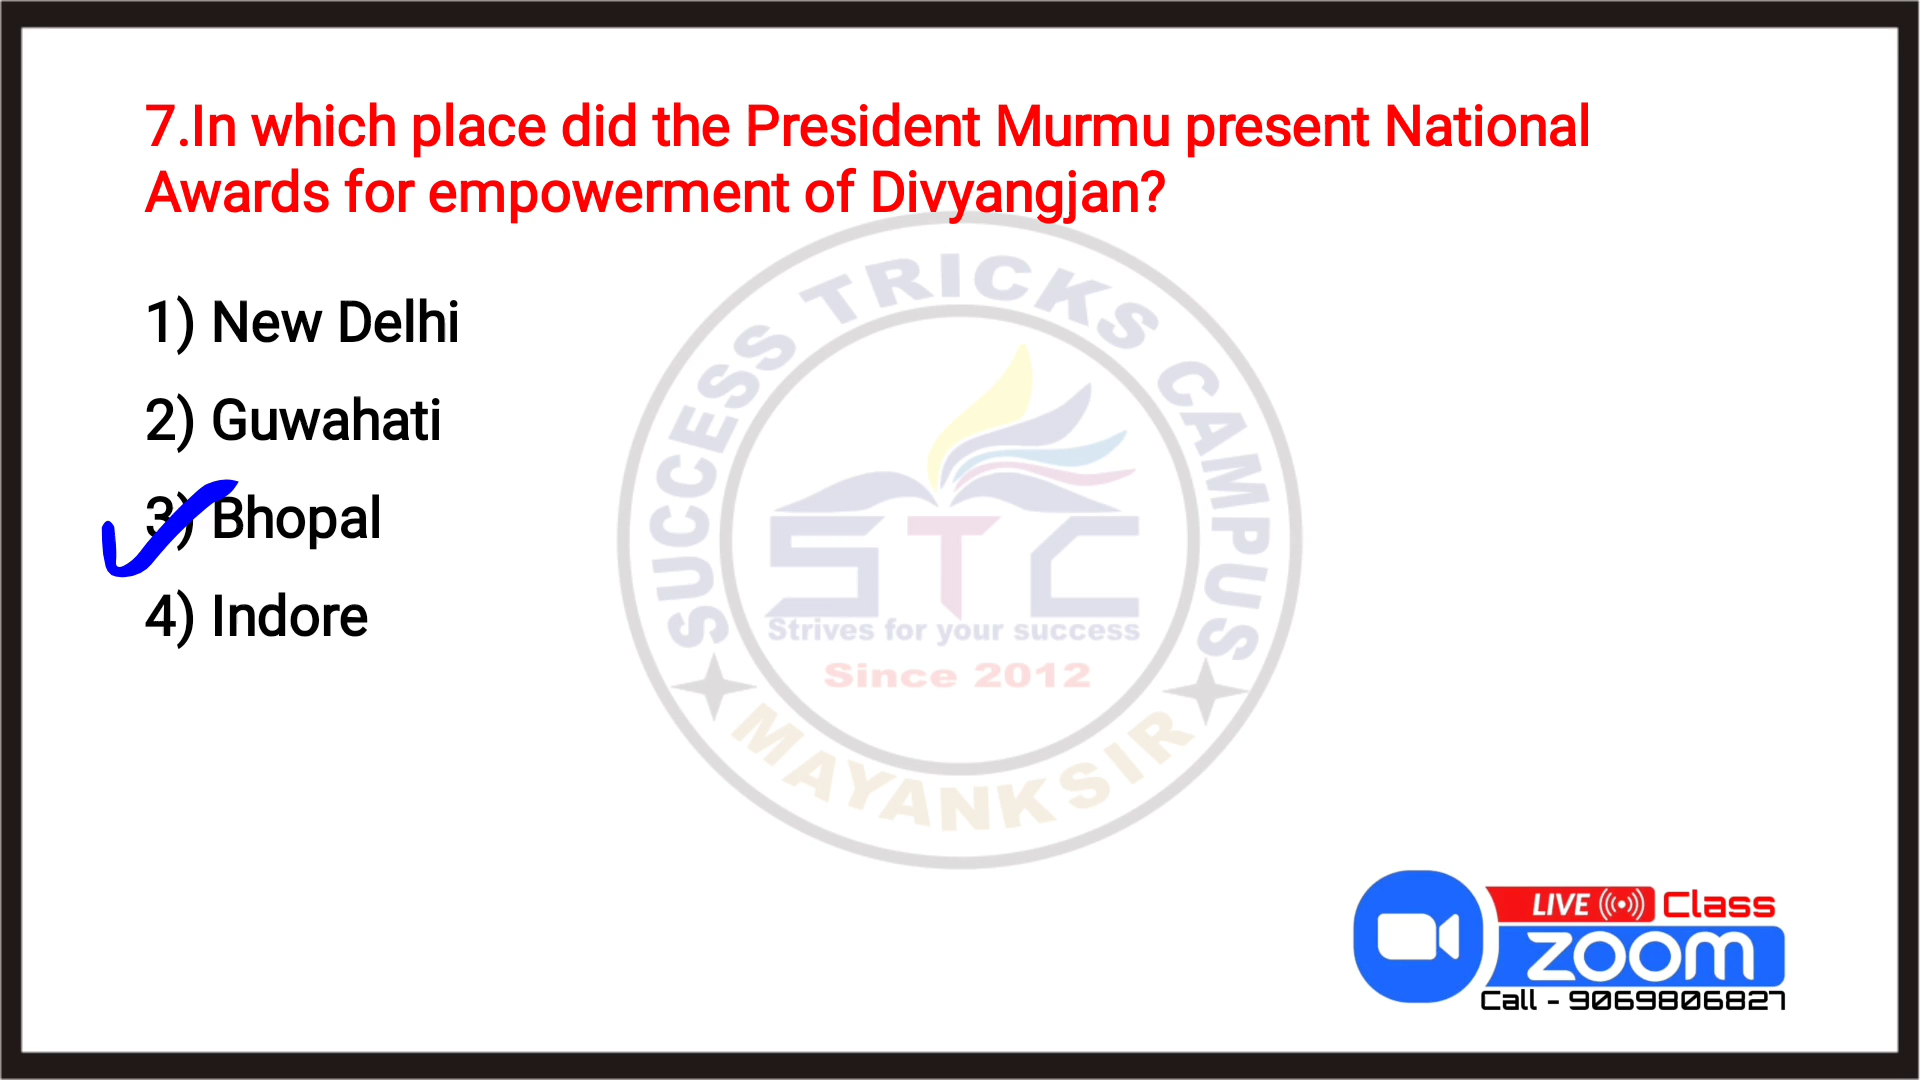 7.In which place did the President Murmu present National
Awards for empowerment of Divyangjan?
1) New Delhi
2) Guwahati
3) Bhopal
4) Indore
SUCCESS TRICKS CAMPUS
STC
Strives for your success
Since 2012
MAYANKSIR
LIVE Class
zoom
Call - 9069806827